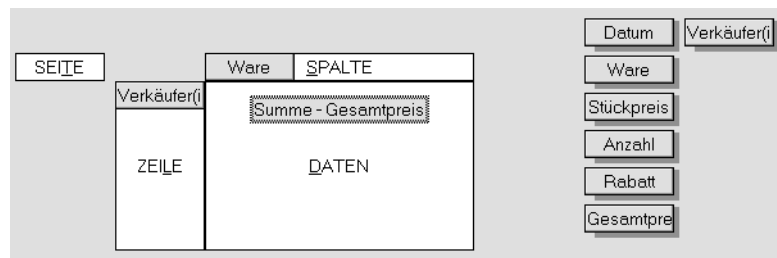 Datum Verkäufer(i
SEITE Ware SPALTE Ware
Verkäufer(i Summe - Gesamtpreis Stückpreis
Anzahl
ZEILE DATEN
Rabatt
Gesamtpre